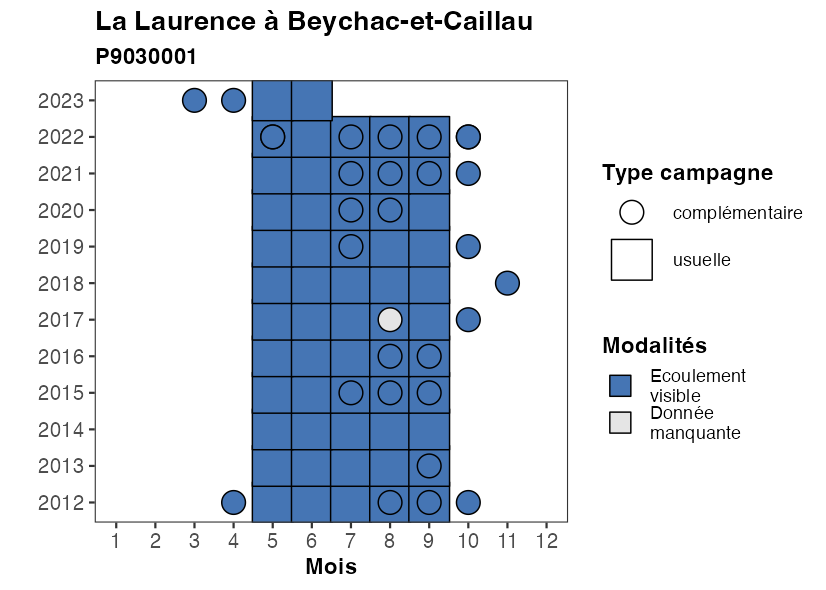 La Laurence à Beychac-et-Caillau
P9030001
2023
2022
2021
2020
2019
2018
2017
2016
2015
2014
2013
2012
1 2 3 4 5 6 7 8 9 10 11 12
Mois
Type campagne
complémentaire
usuelle
Modalités
Ecoulement
visible
Donnée
manquante